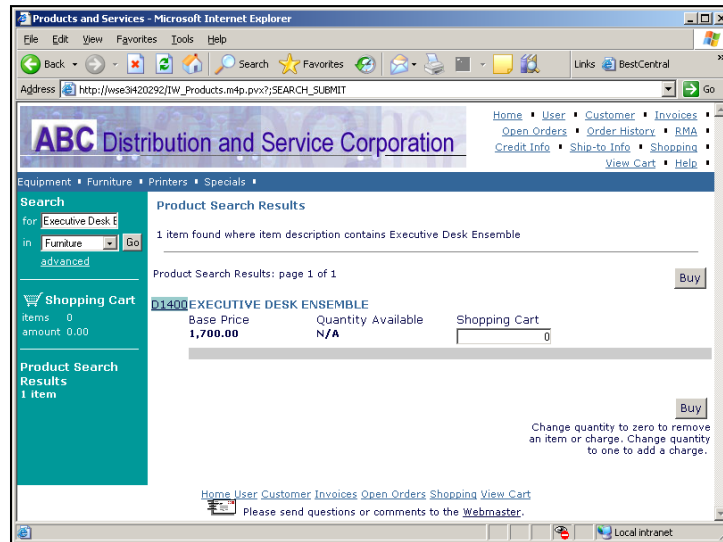 Products and Services - Microsoft Internet Explorer
File Edit View Favorites Tools Help
Back Search Favorites Links BestCentral »
Address http://wse3i420292/IW_Products.m4p.pvx?;SEARCH_SUBMIT Go
ABC Distribution and Service Corporation
Home User Customer Invoices
Open Orders Order History RMA
Credit Info Ship-to Info Shopping
View Cart Help
Equipment Furniture Printers Specials
Search
for Executive Desk E
in Furniture Go
advanced
Shopping Cart
items 0
amount 0.00
Product Search
Results
1 item
Product Search Results
1 item found where item description contains Executive Desk Ensemble
Product Search Results: page 1 of 1
Buy
D1400 EXECUTIVE DESK ENSEMBLE
Base Price Quantity Available Shopping Cart
1,700.00 N/A 0
Buy
Change quantity to zero to remove
an item or charge. Change quantity
to one to add a charge.
Home User Customer Invoices Open Orders Shopping View Cart
Please send questions or comments to the Webmaster.
Local intranet